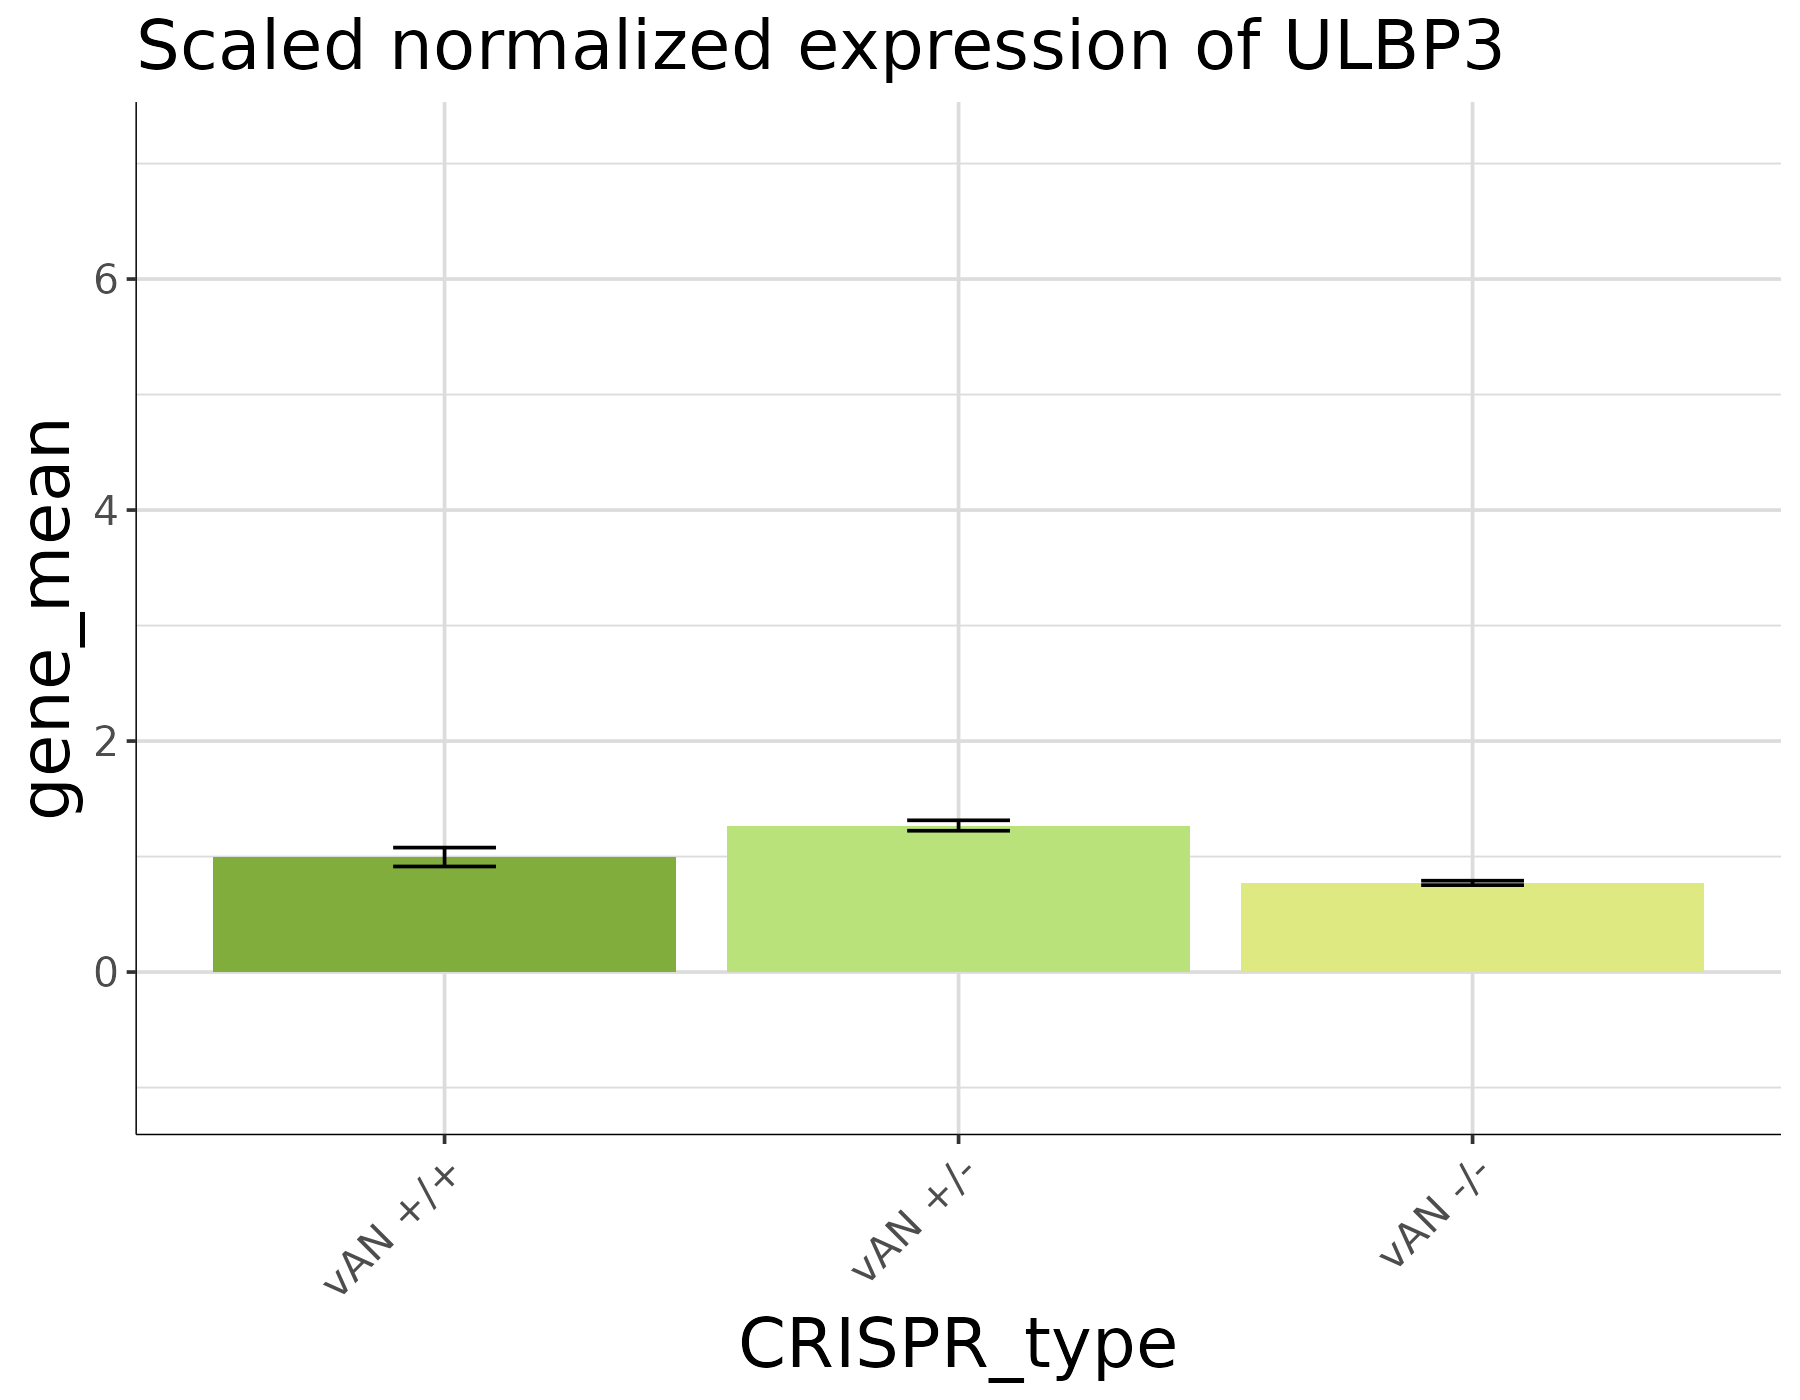 Scaled normalized expression of ULBP3
gene_mean
6
4
2
0
vAN +/+
vAN +/-
vAN -/-
CRISPR_type